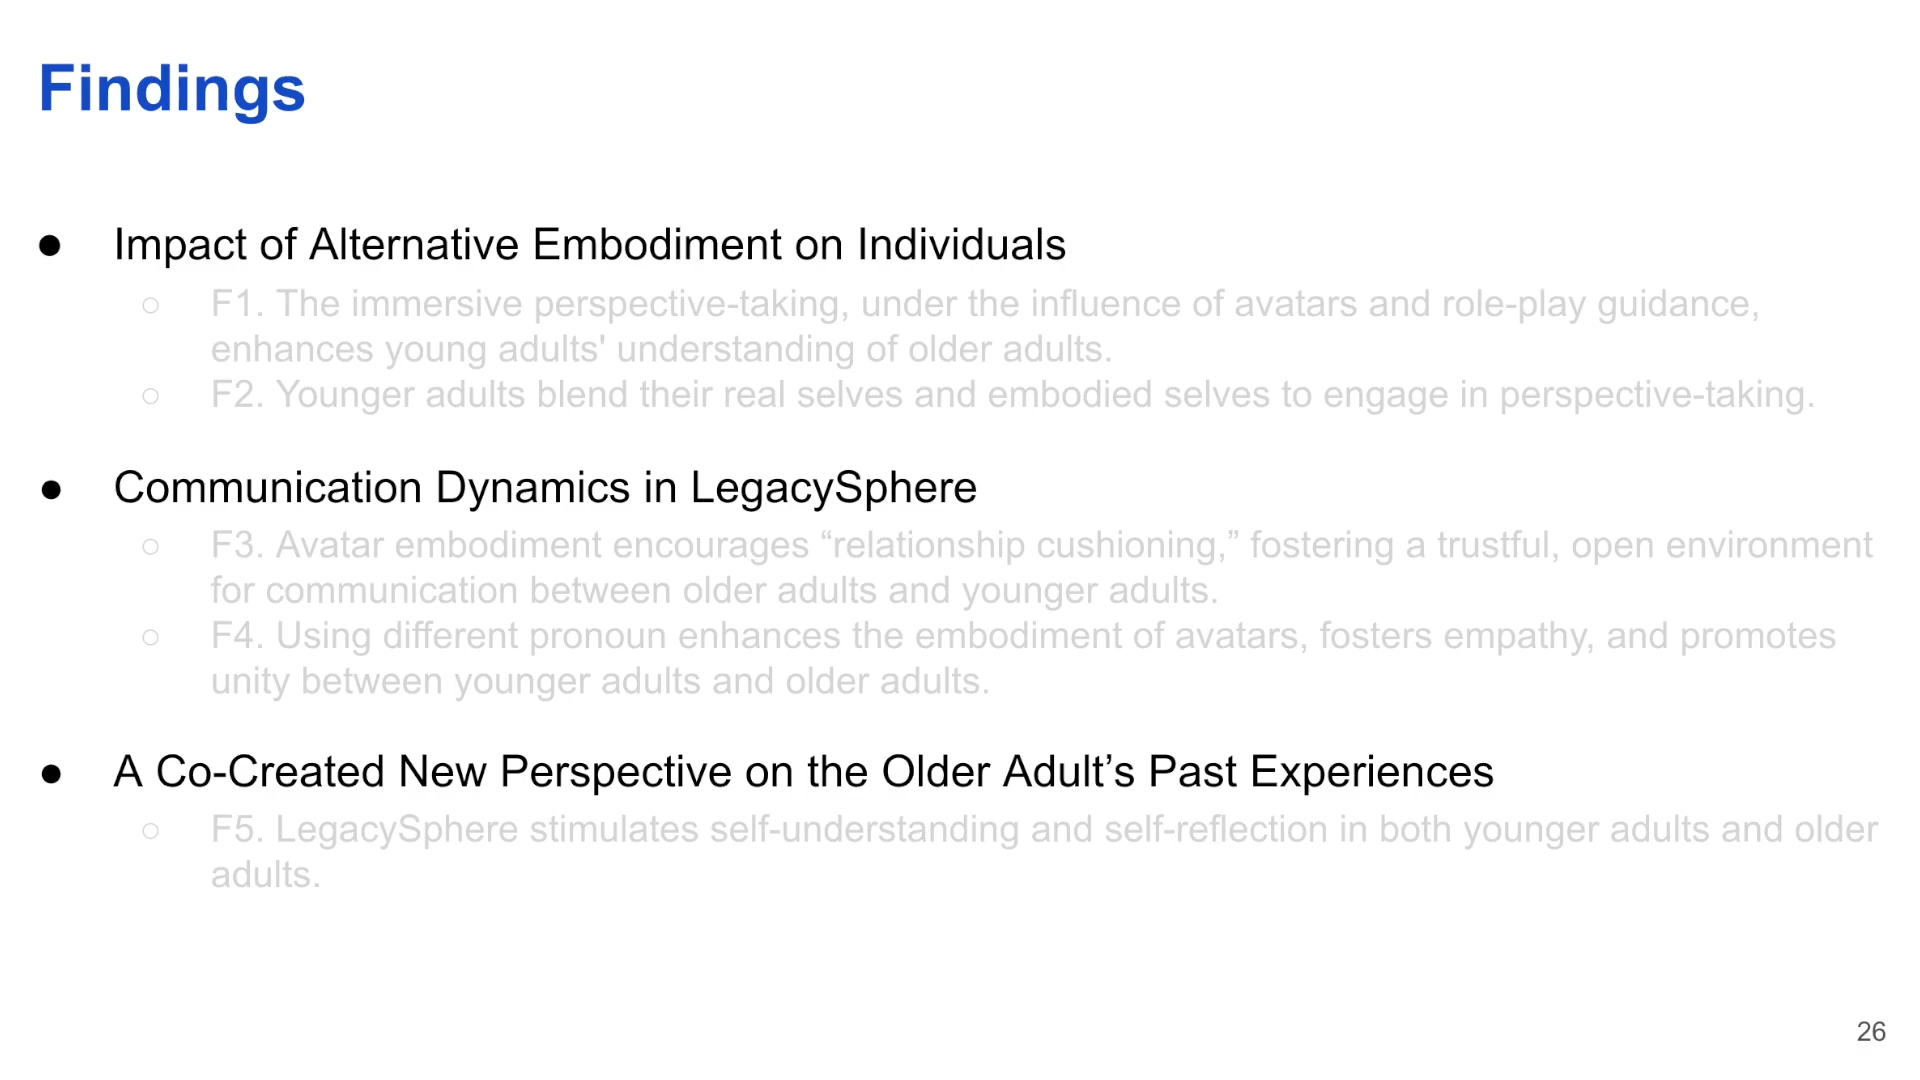 Findings
● Impact of Alternative Embodiment on Individuals
○ F1. The immersive perspective-taking, under the influence of avatars and role-play guidance,
enhances young adults' understanding of older adults.
○ F2. Younger adults blend their real selves and embodied selves to engage in perspective-taking.
● Communication Dynamics in LegacySphere
○ F3. Avatar embodiment encourages “relationship cushioning,” fostering a trustful, open environment
for communication between older adults and younger adults.
○ F4. Using different pronoun enhances the embodiment of avatars, fosters empathy, and promotes
unity between younger adults and older adults.
● A Co-Created New Perspective on the Older Adult’s Past Experiences
○ F5. LegacySphere stimulates self-understanding and self-reflection in both younger adults and older
adults.
26